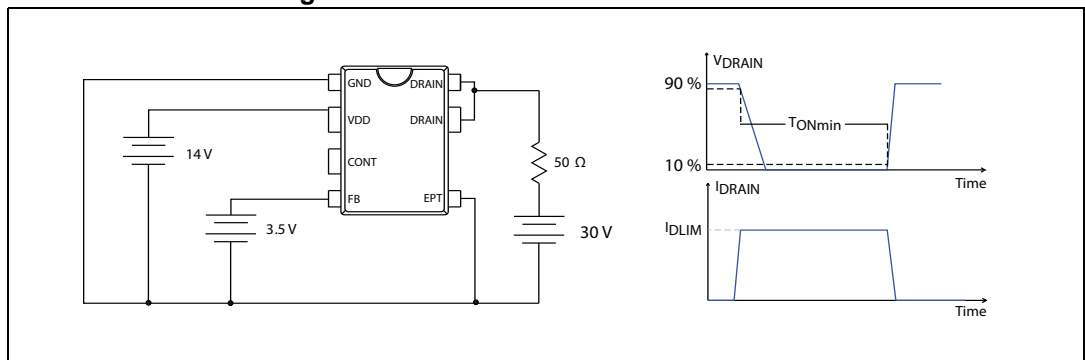 GND
DRAIN
VDD
DRAIN
CONT
FB
EPT
14 V
3.5 V
50 Ω
30 V
VDRAIN
90 %
TONmin
10 %
Time
IDRAIN
IDLIM
Time